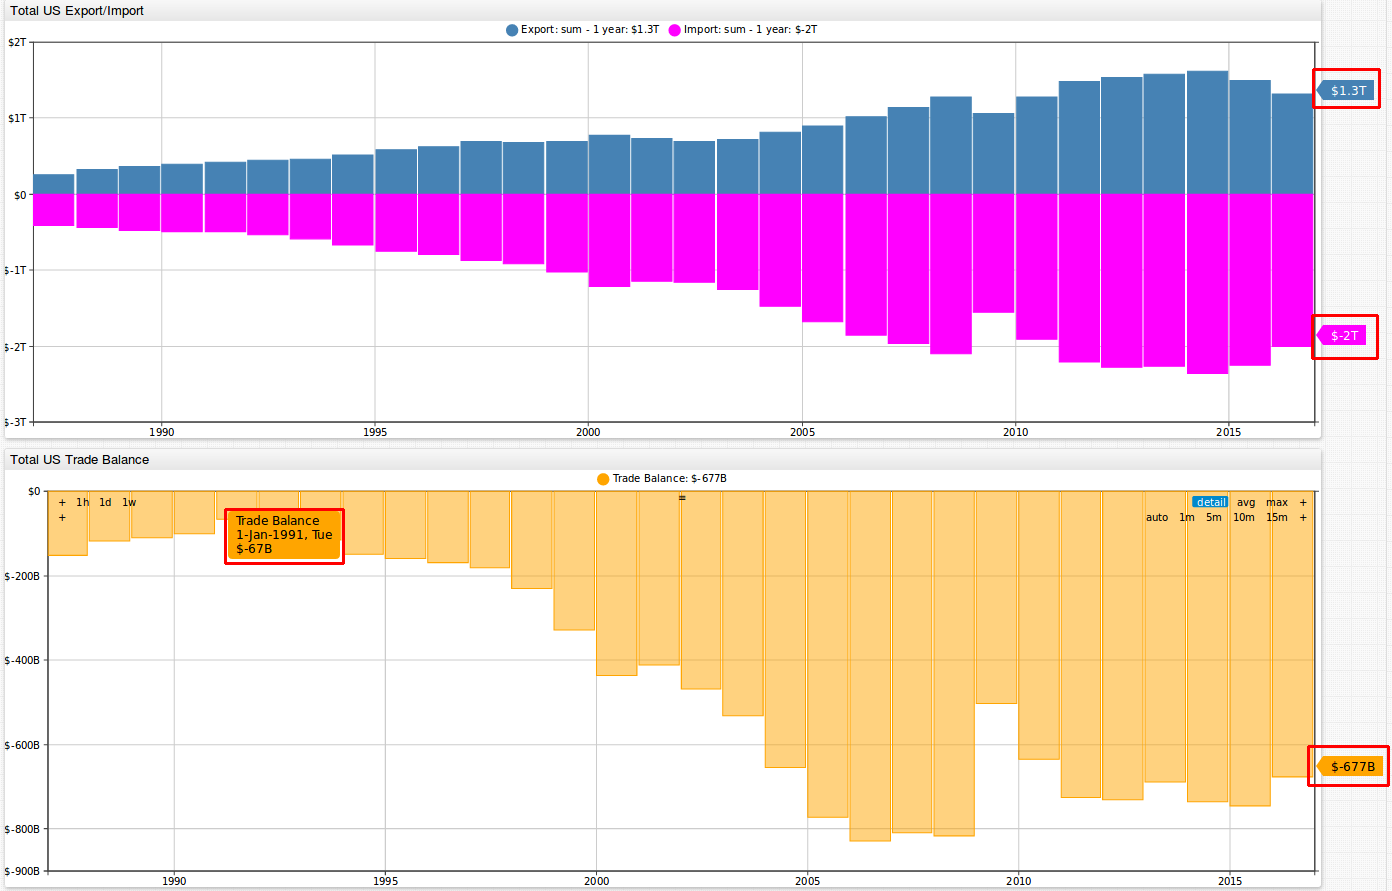 Total US Export/Import
Export: sum - 1 year: $1.3T Import: sum - 1 year: $-2T
$2T
$1.3T
$1T
$0
$-1T
$-2T
$-2T
$-3T
1990 1995 2000 2005 2010 2015
Total US Trade Balance
Trade Balance: $-677B
$0
+ 1h 1d 1w
≡
detail avg max +
+
auto 1m 5m 10m 15m +
Trade Balance
1-Jan-1991, Tue
$-67B
$-200B
$-400B
$-600B
$-677B
$-800B
$-900B
1990 1995 2000 2005 2010 2015